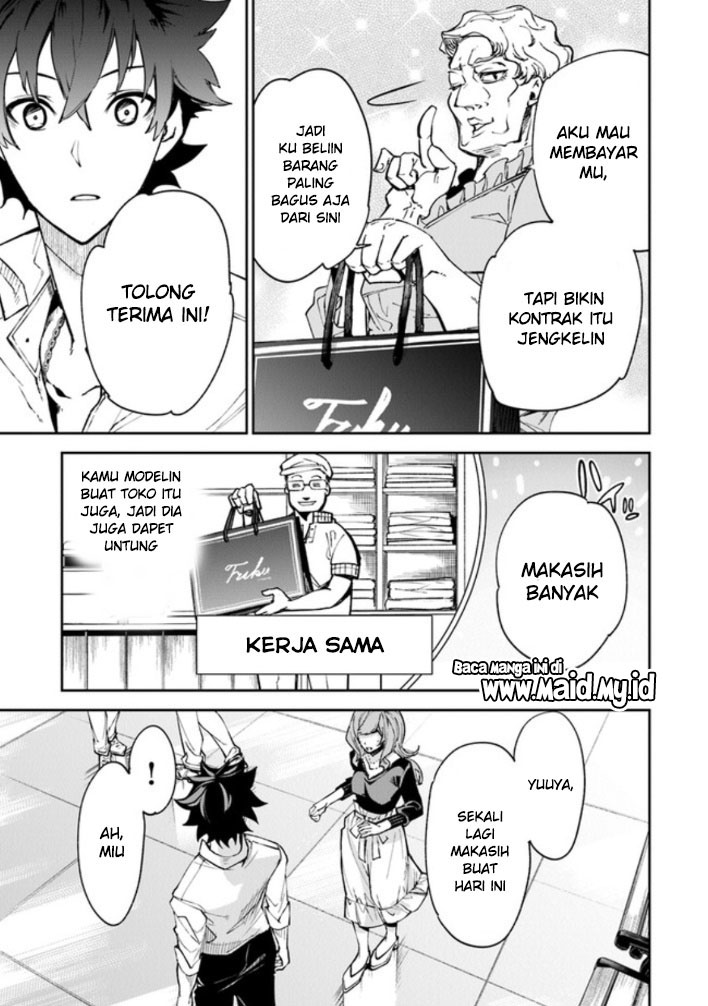 AKU MAU
MEMBAYAR
MU,
TAPI BIKIN
KONTRAK ITU
JENGKELIN
JADI
KU BELIIN
BARANG
PALING
BAGUS AJA
DARI SINI
Fuku
TOLONG
TERIMA INI!
MAKASIH
BANYAK
KAMU MODELIN
BUAT TOKO ITU
JUGA, JADI DIA
JUGA DAPET
UNTUNG
Fuku
KERJA SAMA
Baca Manga ini di
www.Maid.my.id
YUUYA,
SEKALI
LAGI
MAKASIH
BUAT
HARI INI
!
AH,
MIU